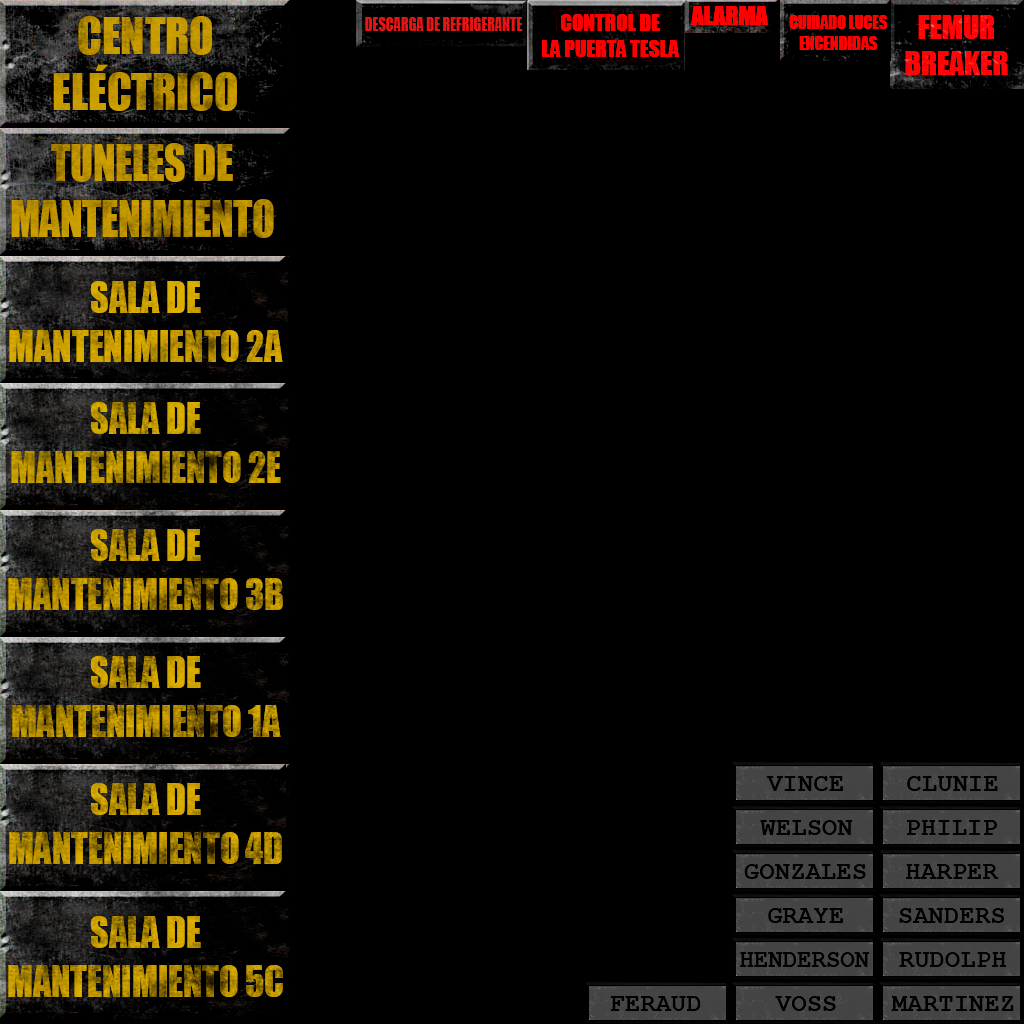 CENTRO
ELÉCTRICO
TUNELES DE
MANTENIMIENTO
SALA DE
MANTENIMIENTO 2A
SALA DE
MANTENIMIENTO 2E
SALA DE
MANTENIMIENTO 3B
SALA DE
MANTENIMIENTO 1A
SALA DE
MANTENIMIENTO 4D
SALA DE
MANTENIMIENTO 5C
DESCARGA DE REFRIGERANTE
CONTROL DE
LA PUERTA TESLA
ALARMA
CUIDADO LUCES
ENCENDIDAS
FEMUR
BREAKER
VINCE
CLUNIE
WELSON
PHILIP
GONZALES
HARPER
GRAYE
SANDERS
HENDERSON
RUDOLPH
FERAUD
VOSS
MARTINEZ